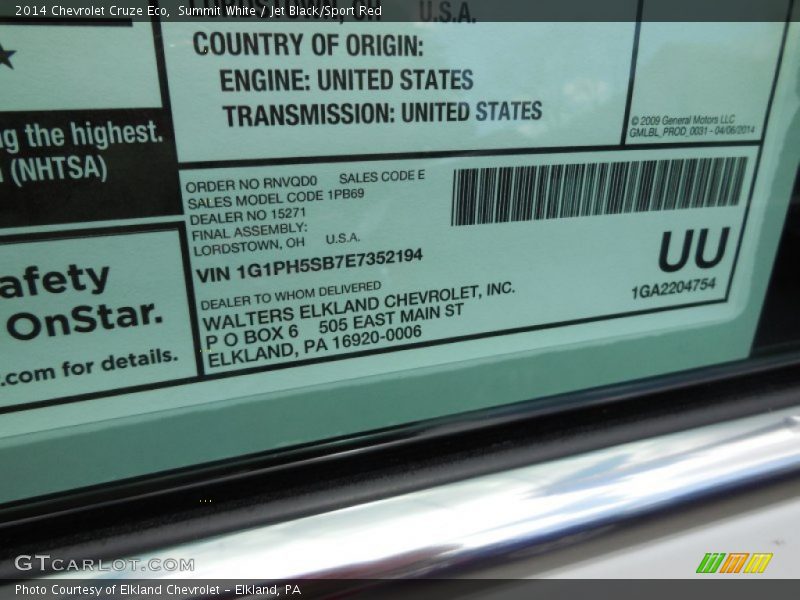 2014 Chevrolet Cruze Eco, Summit White / Jet Black/Sport Red
LORDSTOWN, OH U.S.A.
COUNTRY OF ORIGIN:
ENGINE: UNITED STATES
TRANSMISSION: UNITED STATES
© 2009 General Motors LLC
GMLBL_PROD_0031 - 04/06/2014
ng the highest.
(NHTSA)
ORDER NO RNVQD0 SALES CODE E
SALES MODEL CODE 1PB69
DEALER NO 15271
FINAL ASSEMBLY:
LORDSTOWN, OH U.S.A.
VIN 1G1PH5SB7E7352194
DEALER TO WHOM DELIVERED
WALTERS ELKLAND CHEVROLET, INC.
P O BOX 6 505 EAST MAIN ST
ELKLAND, PA 16920-0006
UU
1GA2204754
afety
OnStar.
.com for details.
GTCARLOT.COM
Photo Courtesy of Elkland Chevrolet - Elkland, PA